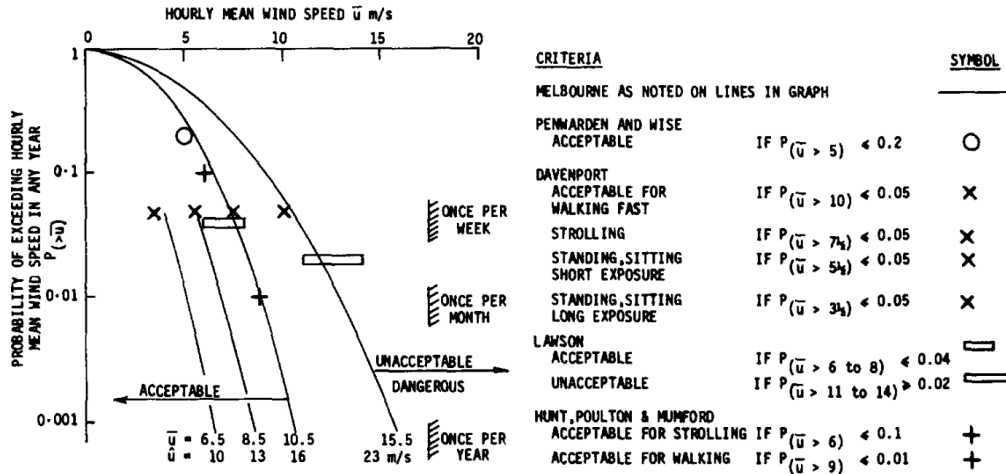 HOURLY MEAN WIND SPEED ū m/s
0 5 10 15 20
PROBABILITY OF EXCEEDING HOURLY
MEAN WIND SPEED IN ANY YEAR
P(>ū)
1
0·1
0·01
0·001
ONCE PER
WEEK
ONCE PER
MONTH
UNACCEPTABLE
DANGEROUS
ACCEPTABLE
ONCE PER
YEAR
ū = 6.5 8.5 10.5 15.5
û = 10 13 16 23 m/s
CRITERIA SYMBOL
MELBOURNE AS NOTED ON LINES IN GRAPH
PENWARDEN AND WISE
ACCEPTABLE IF P(ū > 5) ≤ 0.2
DAVENPORT
ACCEPTABLE FOR IF P(ū > 10) ≤ 0.05
WALKING FAST
STROLLING IF P(ū > 7½) ≤ 0.05
STANDING,SITTING IF P(ū > 5½) ≤ 0.05
SHORT EXPOSURE
STANDING,SITTING IF P(ū > 3½) ≤ 0.05
LONG EXPOSURE
LAWSON
ACCEPTABLE IF P(ū > 6 to 8) ≤ 0.04
UNACCEPTABLE IF P(ū > 11 to 14) ≥ 0.02
HUNT,POULTON & MUMFORD
ACCEPTABLE FOR STROLLING IF P(ū > 6) ≤ 0.1
ACCEPTABLE FOR WALKING IF P(ū > 9) ≤ 0.01